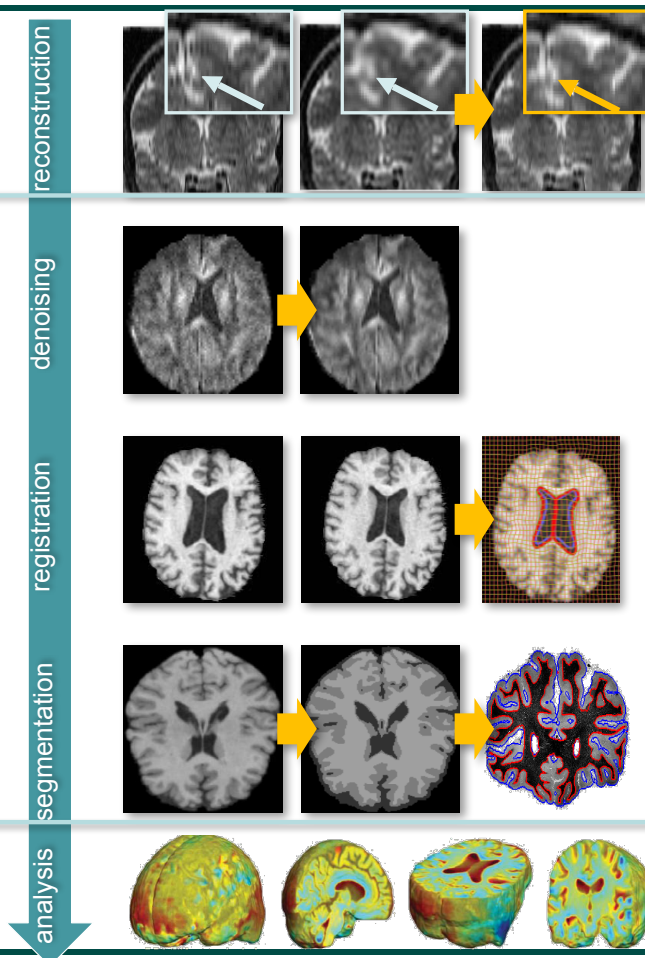 reconstruction
denoising
registration
segmentation
analysis